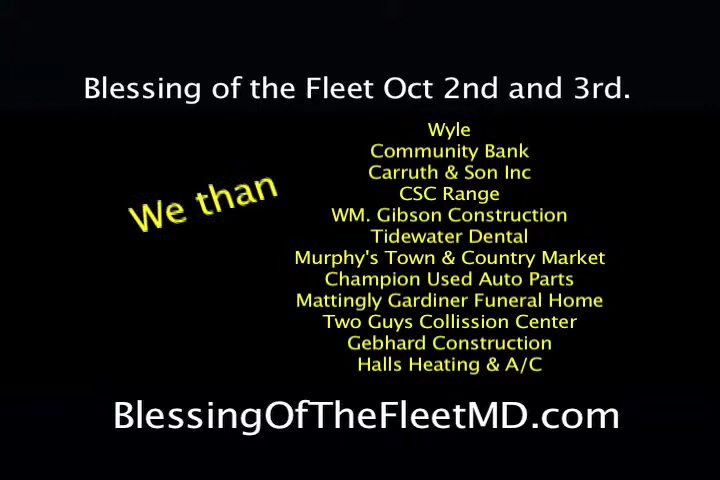 Blessing of the Fleet Oct 2nd and 3rd.
Wyle
Community Bank
Carruth & Son Inc
CSC Range
We than
WM. Gibson Construction
Tidewater Dental
Murphy's Town & Country Market
Champion Used Auto Parts
Mattingly Gardiner Funeral Home
Two Guys Collission Center
Gebhard Construction
Halls Heating & A/C
BlessingOfTheFleetMD.com